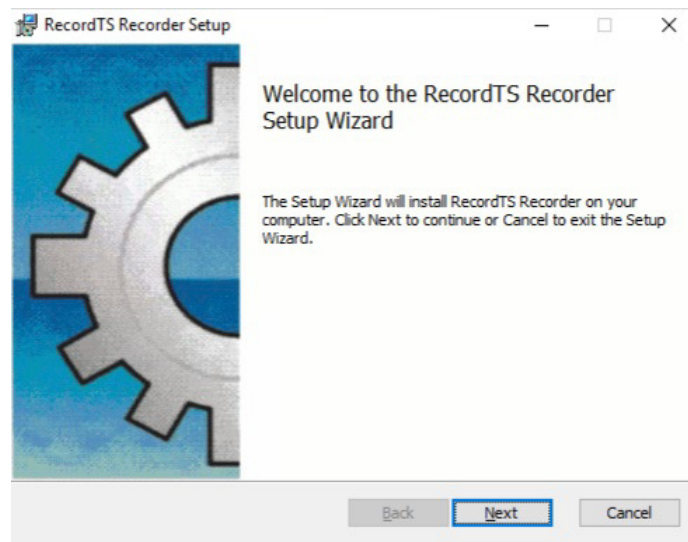 RecordTS Recorder Setup
Welcome to the RecordTS Recorder
Setup Wizard
The Setup Wizard will install RecordTS Recorder on your
computer. Click Next to continue or Cancel to exit the Setup
Wizard.
Back Next Cancel